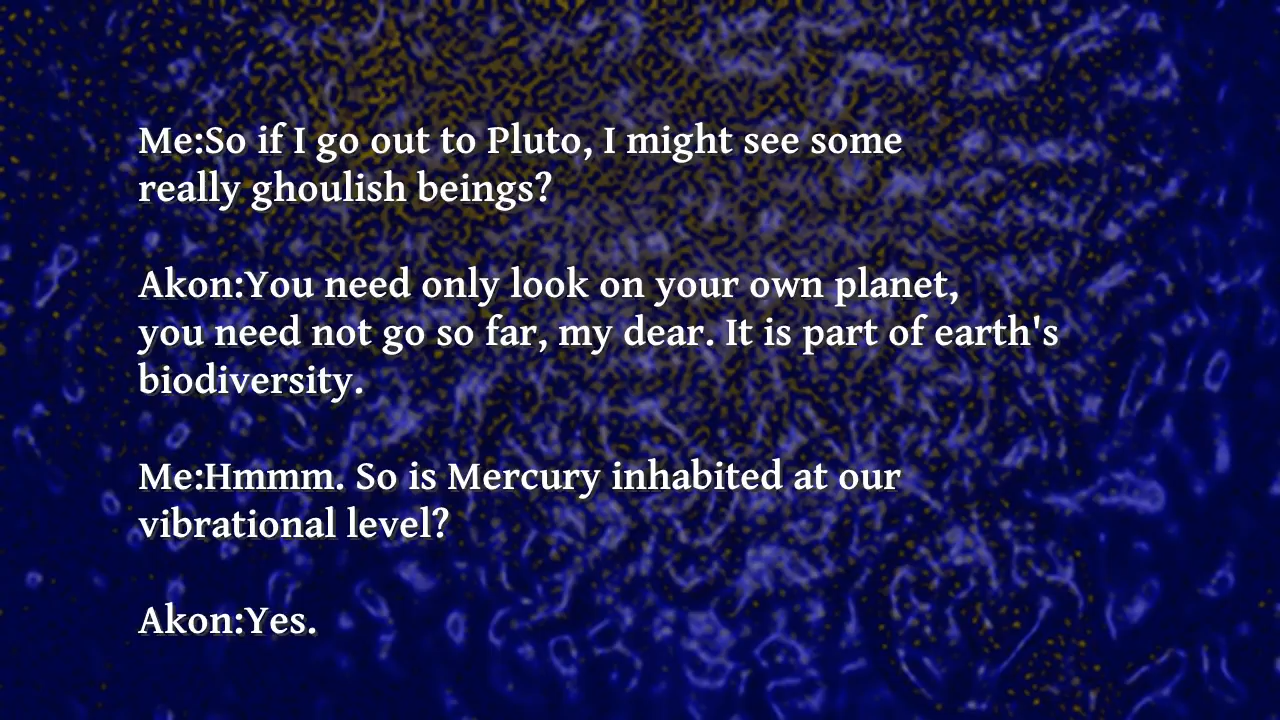 Me:So if I go out to Pluto, I might see some
really ghoulish beings?
Akon:You need only look on your own planet,
you need not go so far, my dear. It is part of earth's
biodiversity.
Me:Hmmm. So is Mercury inhabited at our
vibrational level?
Akon:Yes.